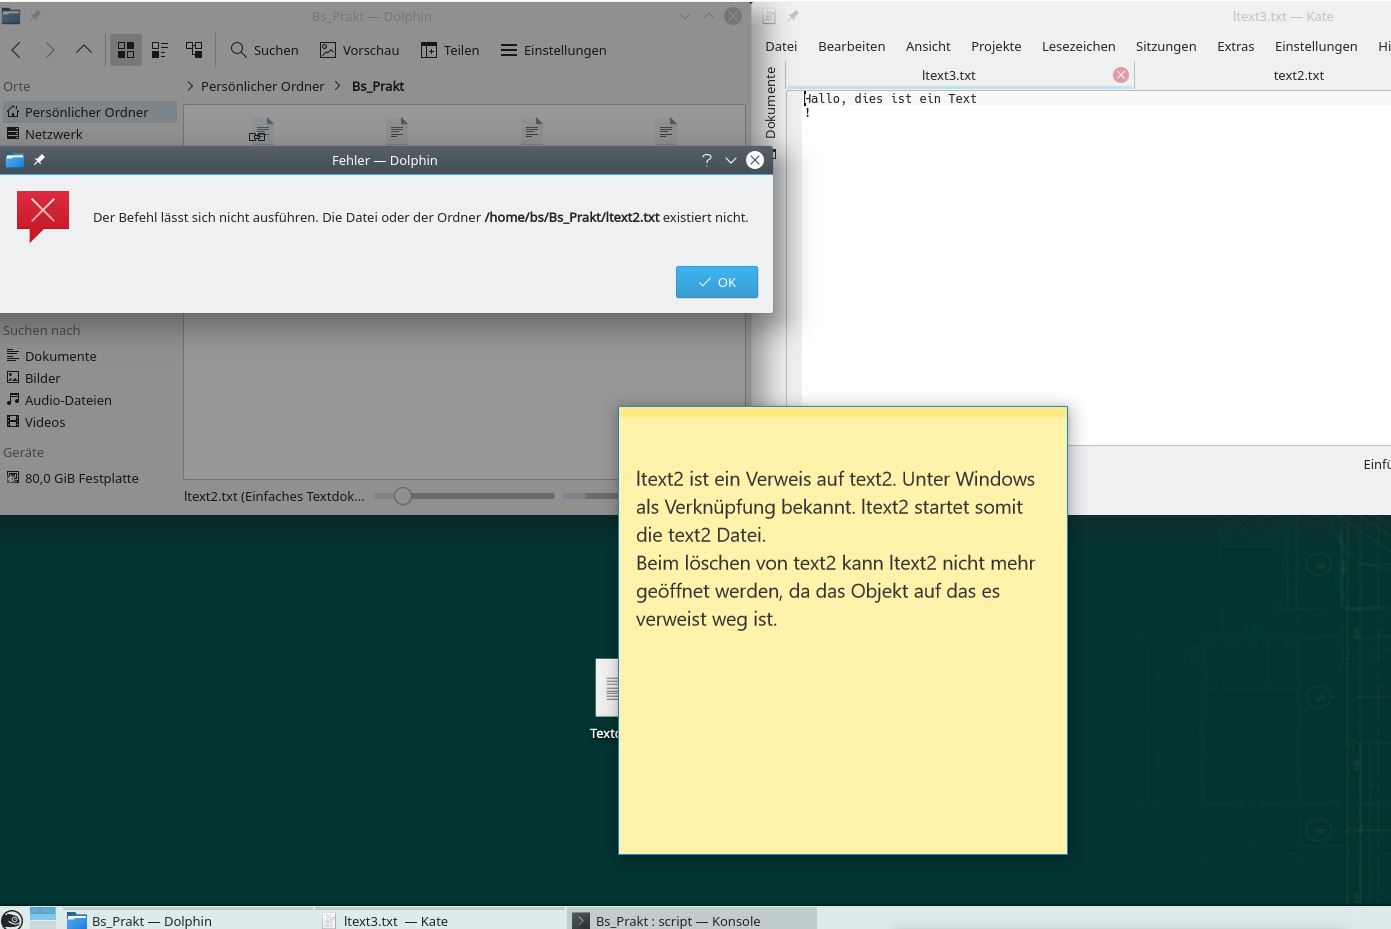 Bs_Prakt — Dolphin
Suchen
Vorschau
Teilen
Einstellungen
Orte
Persönlicher Ordner
Netzwerk
Persönlicher Ordner
Bs_Prakt
Fehler — Dolphin
Der Befehl lässt sich nicht ausführen. Die Datei oder der Ordner /home/bs/Bs_Prakt/ltext2.txt existiert nicht.
OK
Suchen nach
Dokumente
Bilder
Audio-Dateien
Videos
Geräte
80,0 GiB Festplatte
ltext2.txt (Einfaches Textdok...
ltext3.txt — Kate
Datei Bearbeiten Ansicht Projekte Lesezeichen Sitzungen Extras Einstellungen Hi
Dokumente
ltext3.txt
text2.txt
Hallo, dies ist ein Text
!
Einfü
ltext2 ist ein Verweis auf text2. Unter Windows
als Verknüpfung bekannt. ltext2 startet somit
die text2 Datei.
Beim löschen von text2 kann ltext2 nicht mehr
geöffnet werden, da das Objekt auf das es
verweist weg ist.
Bs_Prakt — Dolphin
ltext3.txt — Kate
Bs_Prakt : script — Konsole